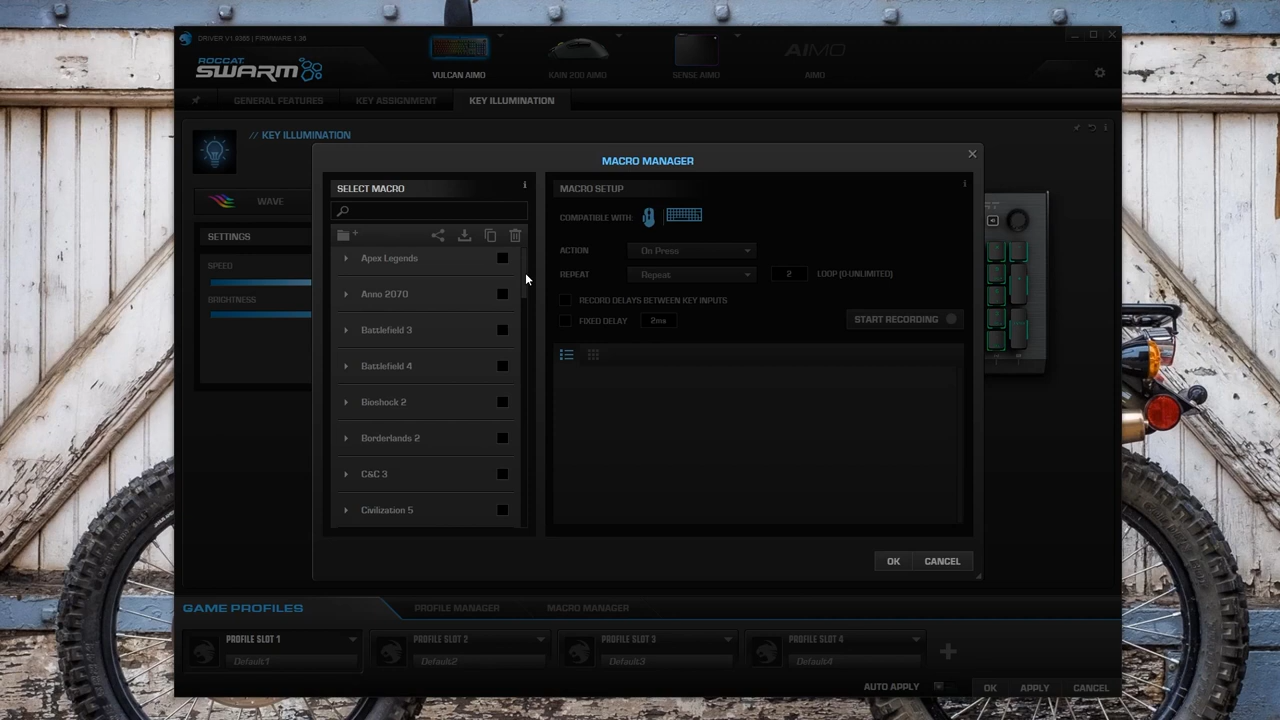 DRIVER V1.9365 | FIRMWARE 1.36
ROCCAT
SWARM
VULCAN AIMO
KAIN 200 AIMO
SENSE AIMO
AIMO
AIMO
GENERAL FEATURES
KEY ASSIGNMENT
KEY ILLUMINATION
// KEY ILLUMINATION
WAVE
SETTINGS
SPEED
BRIGHTNESS
MACRO MANAGER
SELECT MACRO
Apex Legends
Anno 2070
Battlefield 3
Battlefield 4
Bioshock 2
Borderlands 2
C&C 3
Civilization 5
MACRO SETUP
COMPATIBLE WITH:
ACTION
On Press
REPEAT
Repeat
2
LOOP (0-UNLIMITED)
RECORD DELAYS BETWEEN KEY INPUTS
FIXED DELAY
2ms
START RECORDING
OK
CANCEL
GAME PROFILES
PROFILE MANAGER
MACRO MANAGER
PROFILE SLOT 1
Default1
PROFILE SLOT 2
Default2
PROFILE SLOT 3
Default3
PROFILE SLOT 4
Default4
AUTO APPLY
OK
APPLY
CANCEL